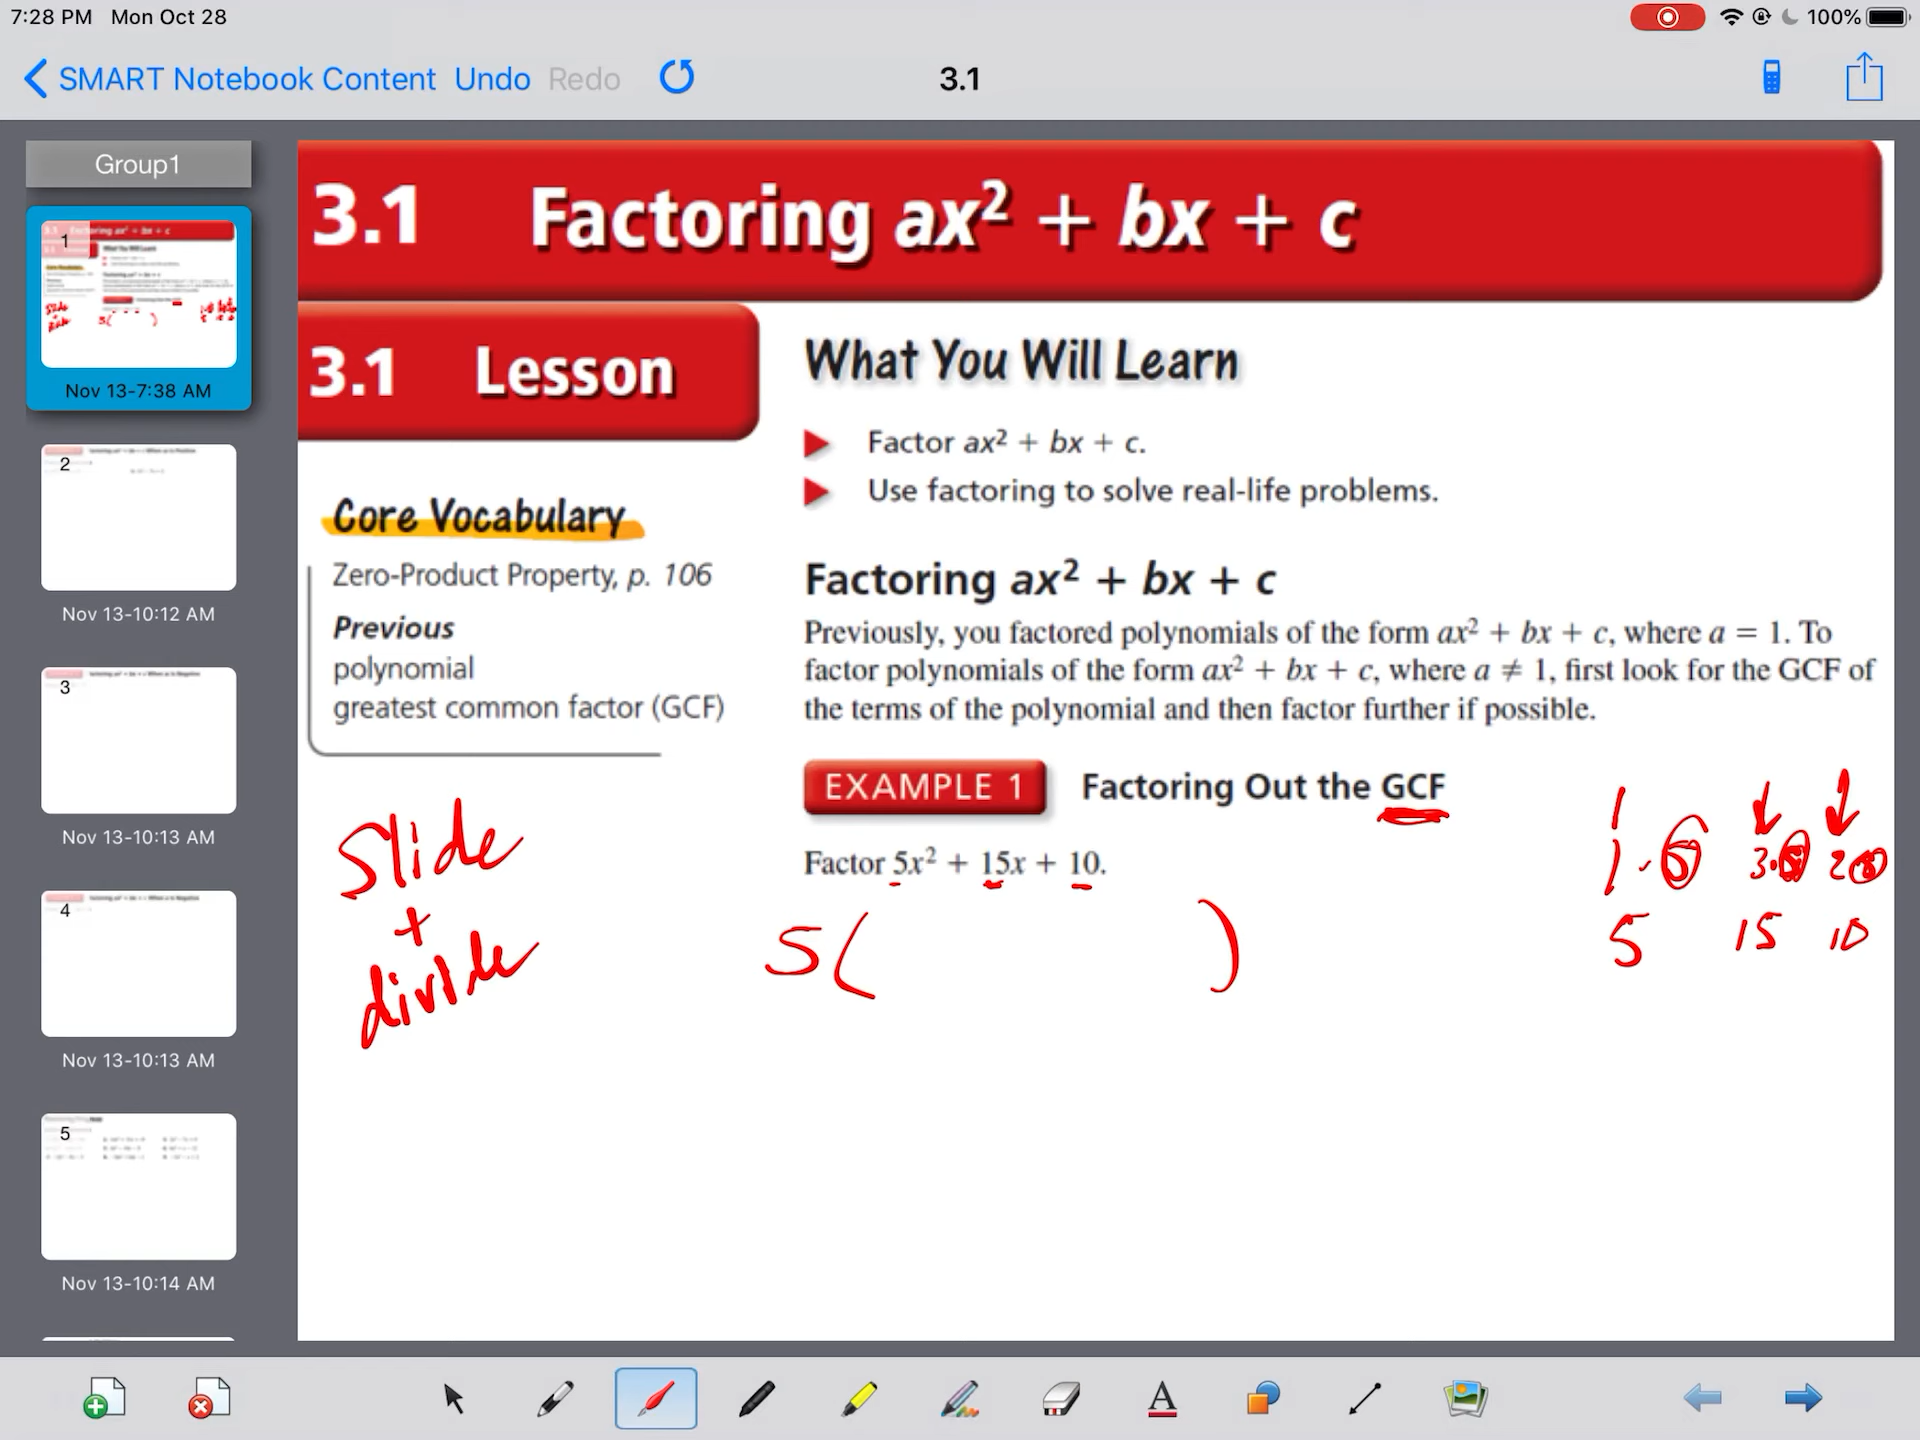 7:28 PM Mon Oct 28
100%
SMART Notebook Content Undo Redo
3.1
Group1
1
Nov 13-7:38 AM
2
Nov 13-10:12 AM
3
Nov 13-10:13 AM
4
Nov 13-10:13 AM
5
Nov 13-10:14 AM
3.1 Factoring ax² + bx + c
3.1 Lesson
What You Will Learn
Factor ax² + bx + c.
Use factoring to solve real-life problems.
Core Vocabulary
Zero-Product Property, p. 106
Previous
polynomial
greatest common factor (GCF)
Factoring ax² + bx + c
Previously, you factored polynomials of the form ax² + bx + c, where a = 1. To
factor polynomials of the form ax² + bx + c, where a ≠ 1, first look for the GCF of
the terms of the polynomial and then factor further if possible.
EXAMPLE 1 Factoring Out the GCF
Factor 5x² + 15x + 10.
Slide
+
divide
5( )
1·5 3·5 2·5
5 15 10
A